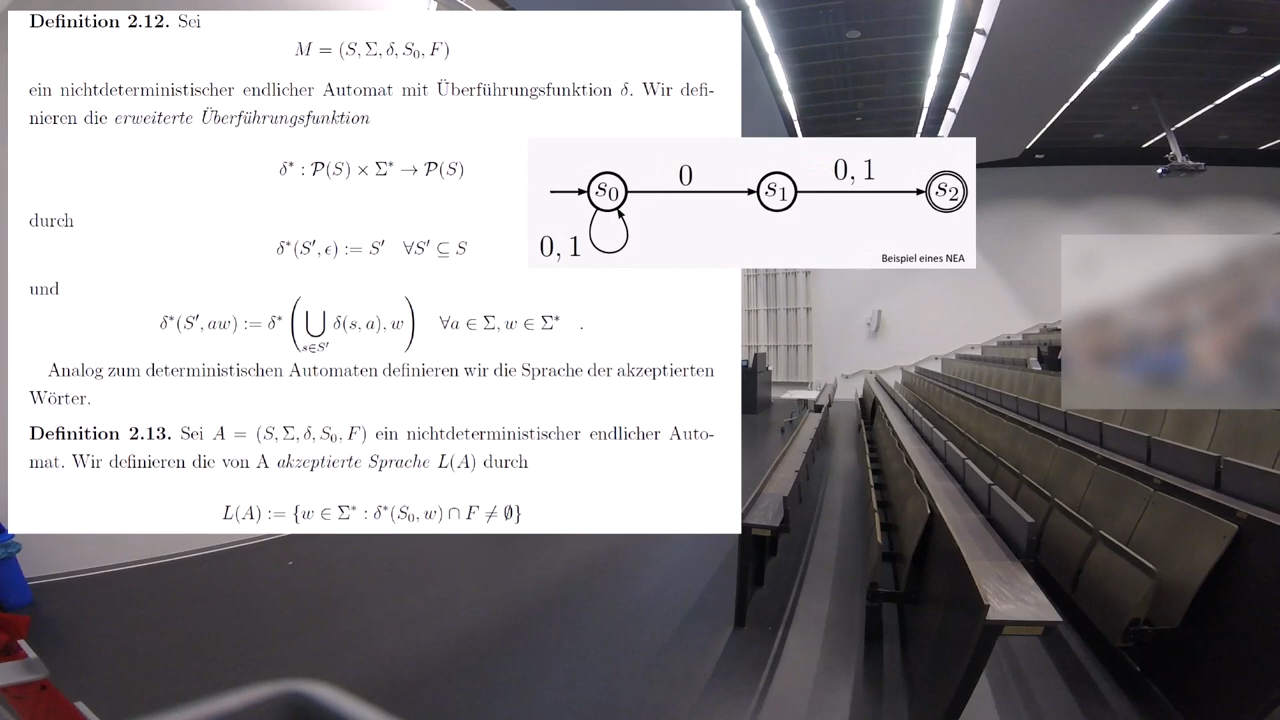 Definition 2.12. Sei
M = (S, Σ, δ, S₀, F)
ein nichtdeterministischer endlicher Automat mit Überführungsfunktion δ. Wir defi-
nieren die erweiterte Überführungsfunktion
δ* : P(S) × Σ* → P(S)
durch
δ*(S′, ϵ) := S′ ∀S′ ⊆ S
und
δ*(S′, aw) := δ* ( ⋃ δ(s, a), w ) ∀a ∈ Σ, w ∈ Σ* .
s∈S′
Analog zum deterministischen Automaten definieren wir die Sprache der akzeptierten
Wörter.
Definition 2.13. Sei A = (S, Σ, δ, S₀, F) ein nichtdeterministischer endlicher Auto-
mat. Wir definieren die von A akzeptierte Sprache L(A) durch
L(A) := {w ∈ Σ* : δ*(S₀, w) ∩ F ≠ ∅}
0
0, 1
s₀
s₁
s₂
0, 1
Beispiel eines NEA